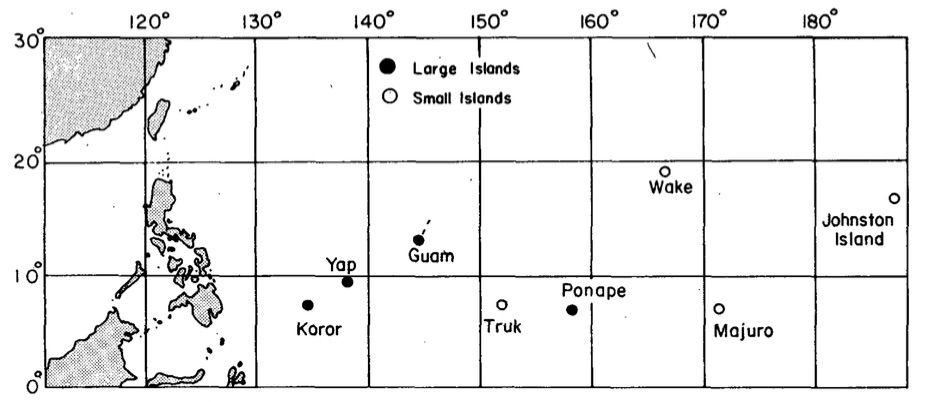 120° 130° 140° 150° 160° 170° 180°
30°
Large Islands
Small Islands
20°
Wake
Johnston
Island
Guam
10°
Yap
Ponape
Koror
Truk
Majuro
0°